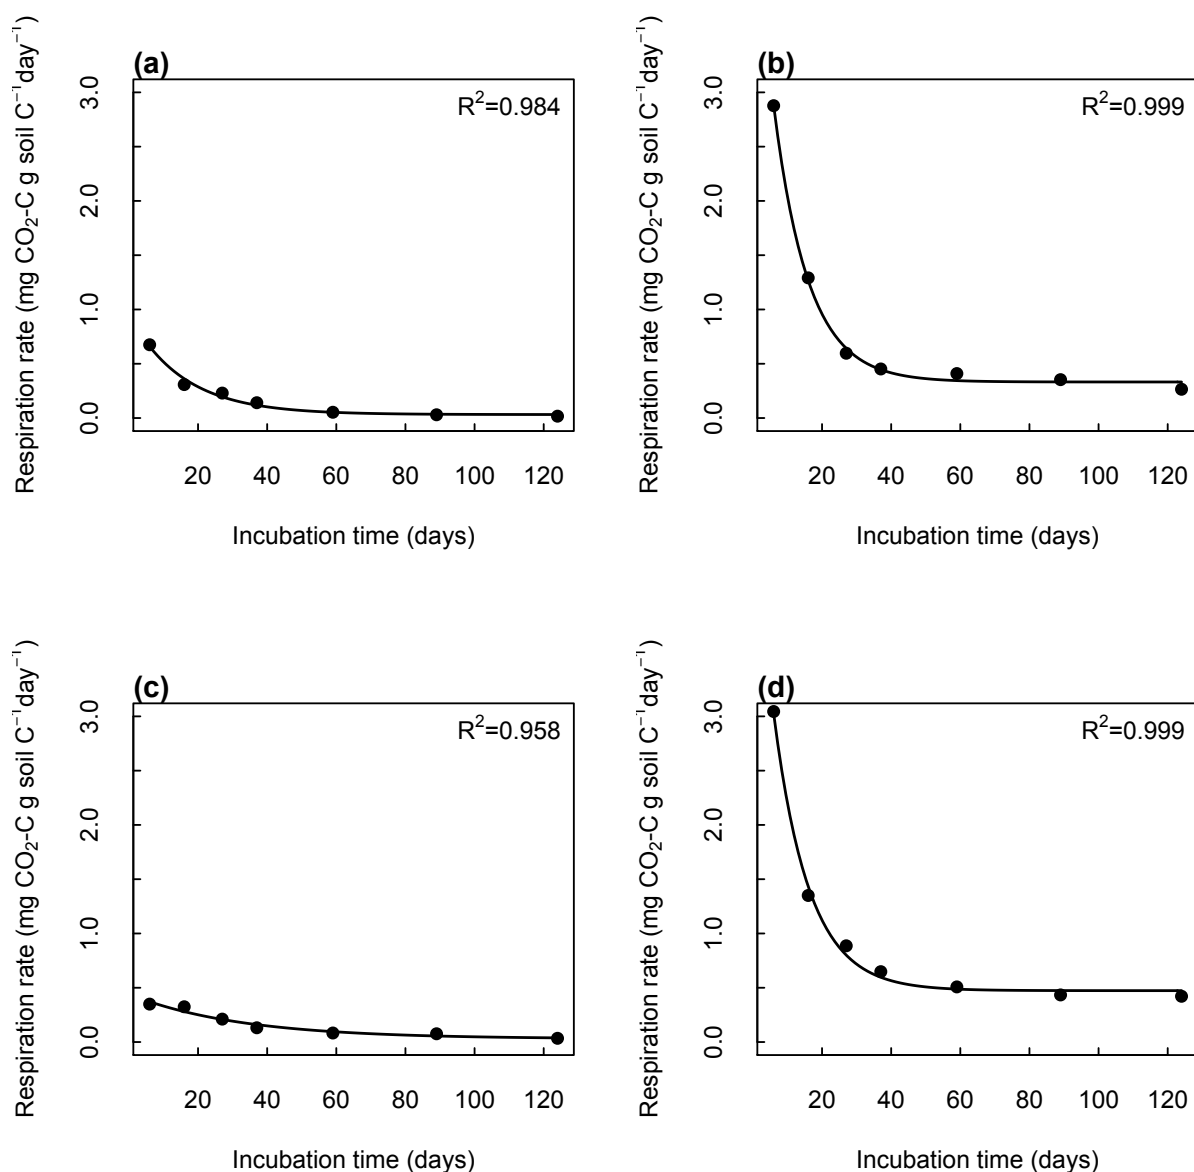 (a)
R²=0.984
Respiration rate (mg CO₂-C g soil C⁻¹day⁻¹)
3.0
2.0
1.0
0.0
20 40 60 80 100 120
Incubation time (days)
(b)
R²=0.999
Respiration rate (mg CO₂-C g soil C⁻¹day⁻¹)
3.0
2.0
1.0
0.0
20 40 60 80 100 120
Incubation time (days)
(c)
R²=0.958
Respiration rate (mg CO₂-C g soil C⁻¹day⁻¹)
3.0
2.0
1.0
0.0
20 40 60 80 100 120
Incubation time (days)
(d)
R²=0.999
Respiration rate (mg CO₂-C g soil C⁻¹day⁻¹)
3.0
2.0
1.0
0.0
20 40 60 80 100 120
Incubation time (days)